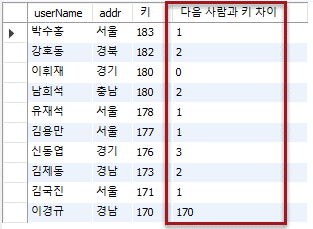 userName addr 키 다음 사람과 키 차이
박수홍 서울 183 1
강호동 경북 182 2
이휘재 경기 180 0
남희석 충남 180 2
유재석 서울 178 1
김용만 서울 177 1
신동엽 경기 176 3
김제동 경남 173 2
김국진 서울 171 1
이경규 경남 170 170